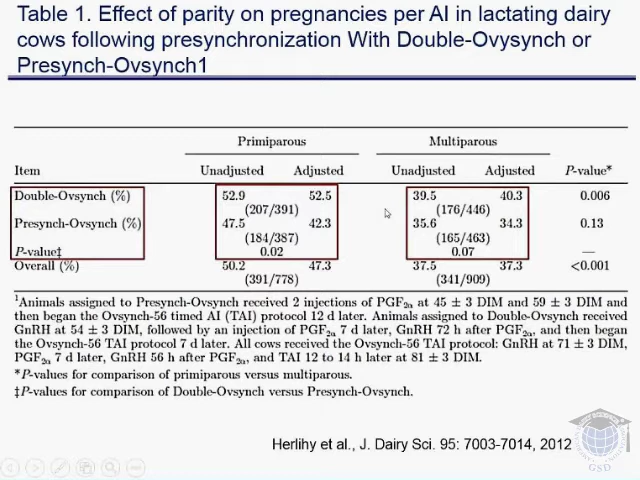 Table 1. Effect of parity on pregnancies per AI in lactating dairy
cows following presynchronization With Double-Ovysynch or
Presynch-Ovsynch1
Primiparous Multiparous
Item Unadjusted Adjusted Unadjusted Adjusted P-value*
Double-Ovsynch (%) 52.9 52.5 39.5 40.3 0.006
(207/391) (176/446)
Presynch-Ovsynch (%) 47.5 42.3 35.6 34.3 0.13
(184/387) (165/463)
P-value‡ 0.02 0.07 —
Overall (%) 50.2 47.3 37.5 37.3 <0.001
(391/778) (341/909)
¹Animals assigned to Presynch-Ovsynch received 2 injections of PGF₂α at 45 ± 3 DIM and 59 ± 3 DIM and
then began the Ovsynch-56 timed AI (TAI) protocol 12 d later. Animals assigned to Double-Ovsynch received
GnRH at 54 ± 3 DIM, followed by an injection of PGF₂α 7 d later, GnRH 72 h after PGF₂α, and then began
the Ovsynch-56 TAI protocol 7 d later. All cows received the Ovsynch-56 TAI protocol: GnRH at 71 ± 3 DIM,
PGF₂α 7 d later, GnRH 56 h after PGF₂α, and TAI 12 to 14 h later at 81 ± 3 DIM.
*P-values for comparison of primiparous versus multiparous.
‡P-values for comparison of Double-Ovsynch versus Presynch-Ovsynch.
Herlihy et al., J. Dairy Sci. 95: 7003-7014, 2012
GSD